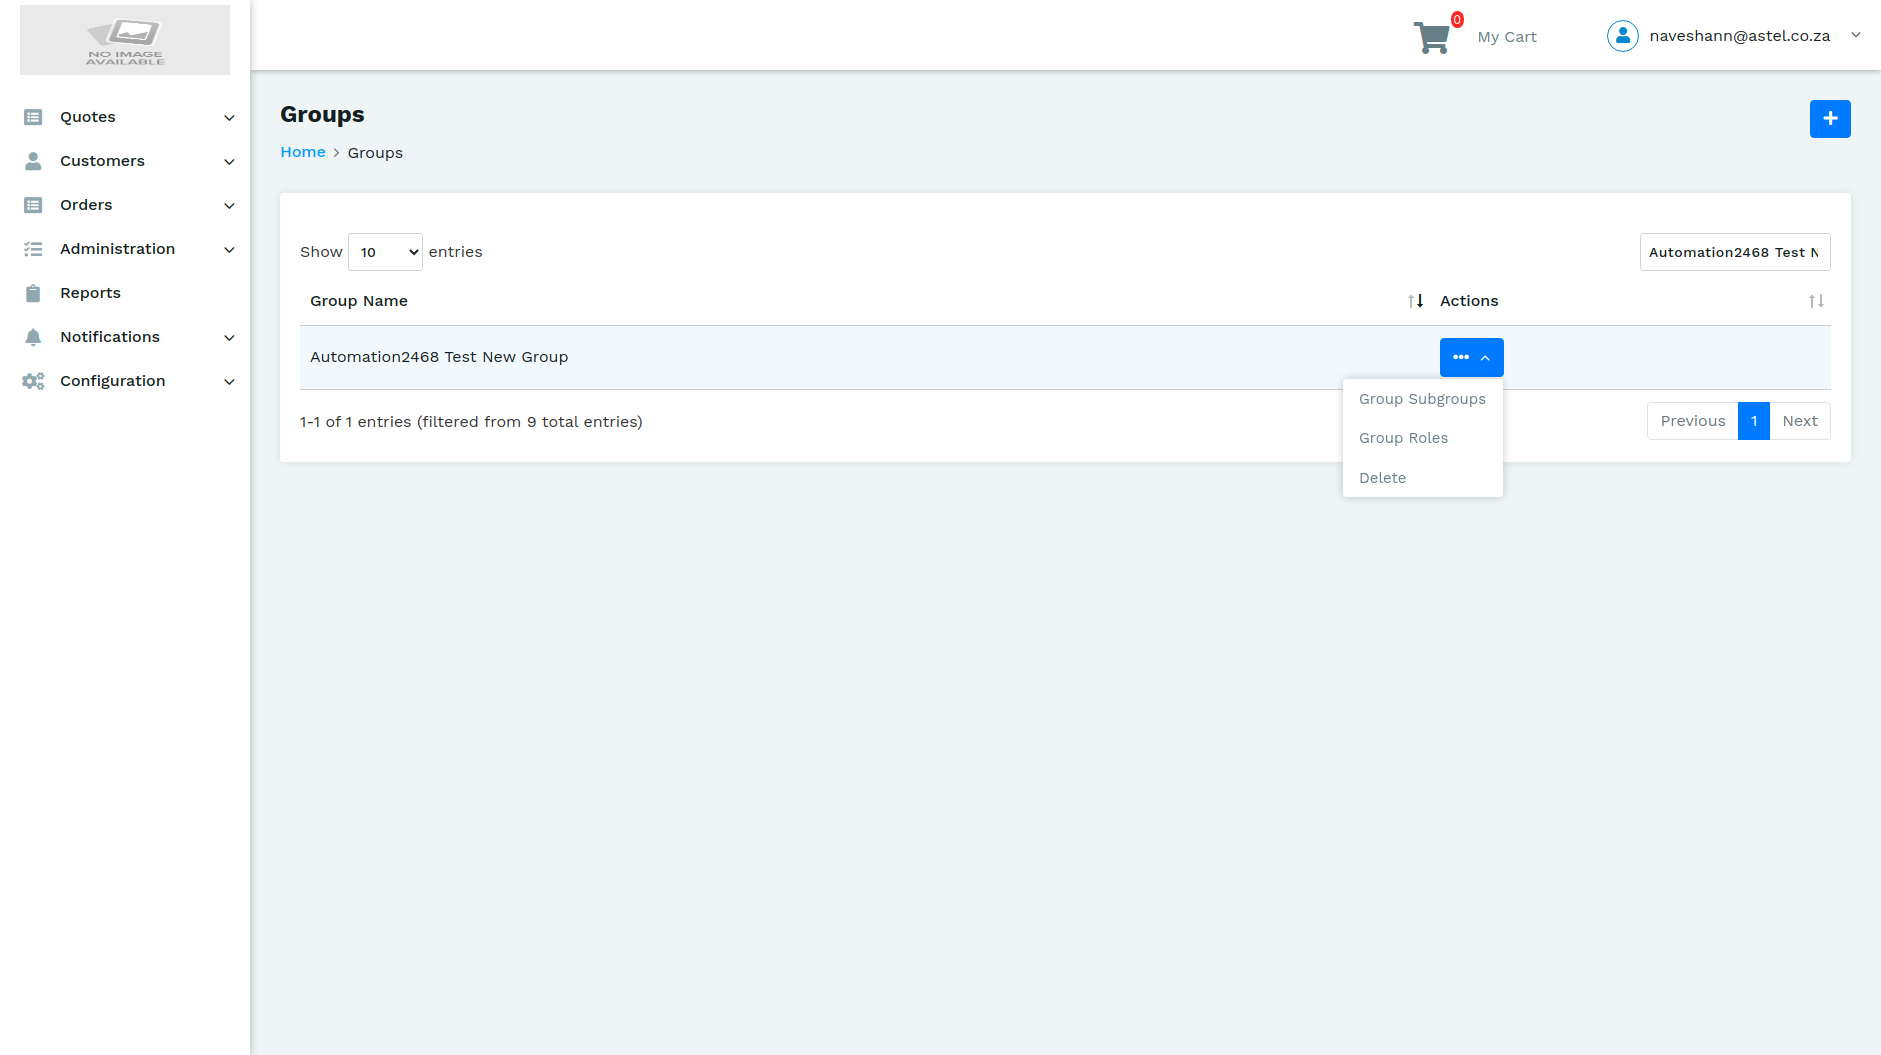 NO IMAGE
AVAILABLE
0
My Cart
naveshann@astel.co.za
Quotes
Customers
Orders
Administration
Reports
Notifications
Configuration
Groups
Home
Groups
Show 10 entries
Automation2468 Test N
Group Name
Actions
Automation2468 Test New Group
Group Subgroups
Group Roles
Delete
1-1 of 1 entries (filtered from 9 total entries)
Previous 1 Next